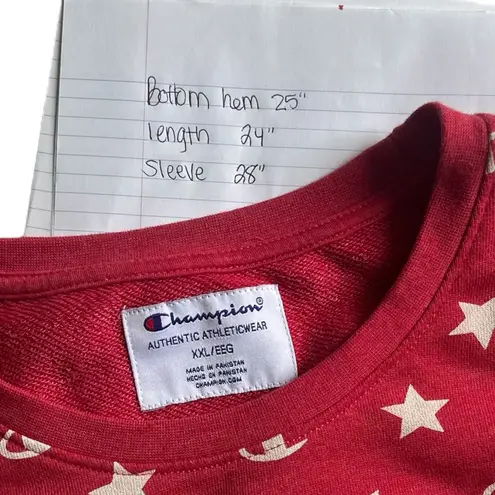 Bottom hem 25"
length 24"
Sleeve 28"
Champion®
AUTHENTIC ATHLETICWEAR
XXL/EEG
MADE IN PAKISTAN
HECHO EN PAKISTAN
CHAMPION.COM